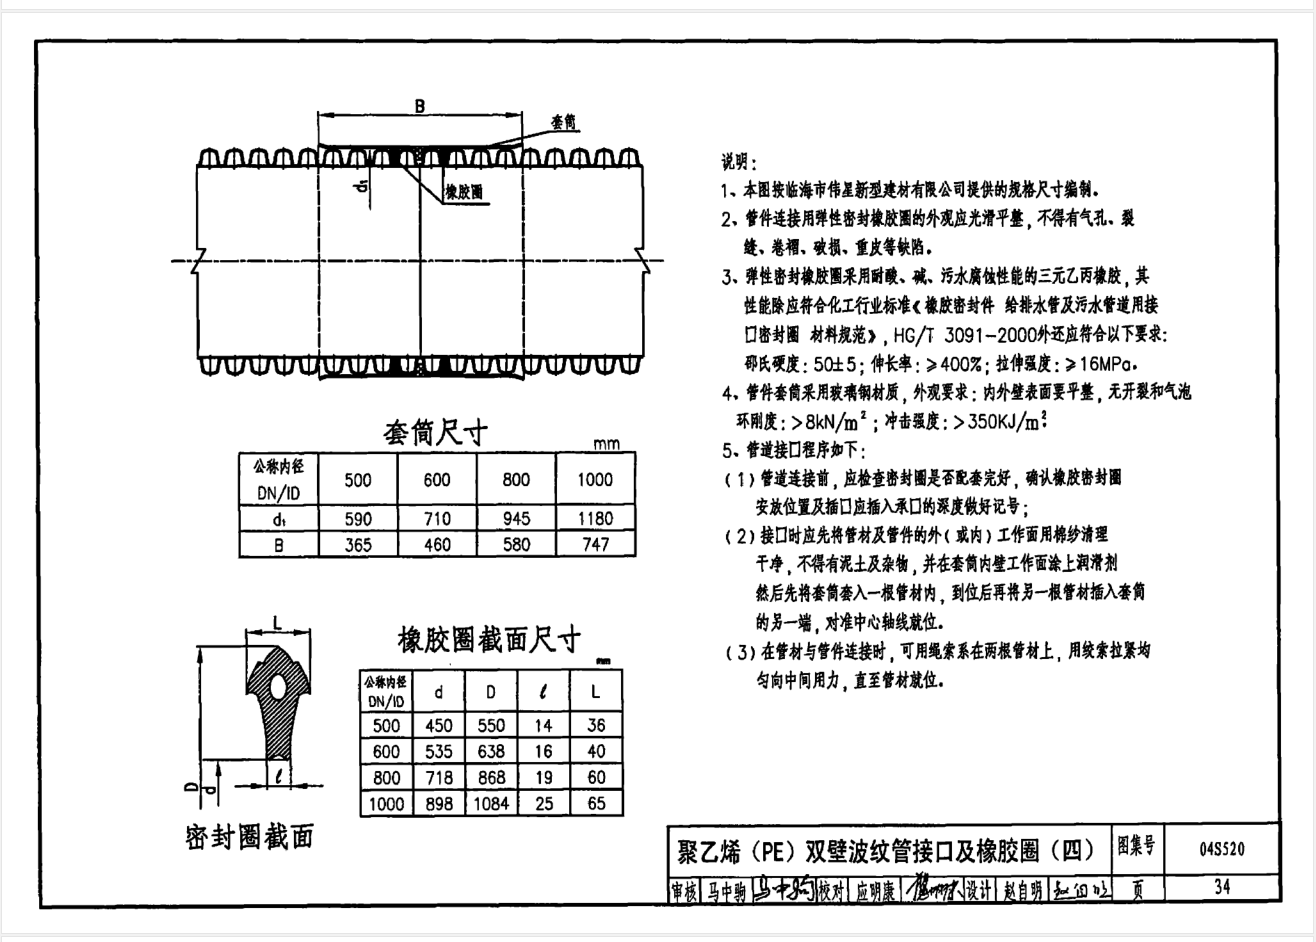 B
套筒
d₁
橡胶圈
套筒尺寸
mm
公称内径 DN/ID 500 600 800 1000
d₁ 590 710 945 1180
B 365 460 580 747
橡胶圈截面尺寸
mm
公称内径 DN/ID d D ℓ L
500 450 550 14 36
600 535 638 16 40
800 718 868 19 60
1000 898 1084 25 65
L
D
d
ℓ
密封圈截面
说明：
1、本图按临海市伟星新型建材有限公司提供的规格尺寸编制。
2、管件连接用弹性密封橡胶圈的外观应光滑平整，不得有气孔、裂
缝、卷褶、破损、重皮等缺陷。
3、弹性密封橡胶圈采用耐酸、碱、污水腐蚀性能的三元乙丙橡胶，其
性能除应符合化工行业标准《橡胶密封件 给排水管及污水管道用接
口密封圈 材料规范》，HG/T 3091-2000外还应符合以下要求：
邵氏硬度：50±5；伸长率：≥400%；拉伸强度：≥16MPa。
4、管件套筒采用玻璃钢材质，外观要求：内外壁表面要平整，无开裂和气泡
环刚度：>8kN/m²；冲击强度：>350KJ/m²；
5、管道接口程序如下：
(1)管道连接前，应检查密封圈是否配套完好，确认橡胶密封圈
安放位置及插口应插入承口的深度做好记号；
(2)接口时应先将管材及管件的外(或内)工作面用棉纱清理
干净，不得有泥土及杂物，并在套筒内壁工作面涂上润滑剂
然后先将套筒套入一根管材内，到位后再将另一根管材插入套筒
的另一端，对准中心轴线就位。
(3)在管材与管件连接时，可用绳索系在两根管材上，用绞索拉紧均
匀向中间用力，直至管材就位。
聚乙烯（PE）双壁波纹管接口及橡胶圈（四） 图集号 04S520
审核 马中驹 校对 应明康 设计 赵自明 页 34